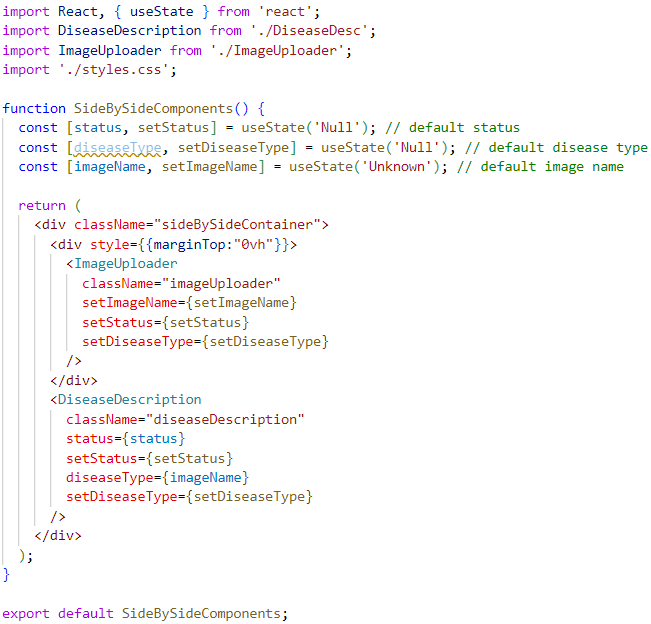 import React, { useState } from 'react';
import DiseaseDescription from './DiseaseDesc';
import ImageUploader from './ImageUploader';
import './styles.css';

function SideBySideComponents() {
  const [status, setStatus] = useState('Null'); // default status
  const [diseaseType, setDiseaseType] = useState('Null'); // default disease type
  const [imageName, setImageName] = useState('Unknown'); // default image name

  return (
    <div className="sideBySideContainer">
      <div style={{marginTop:"0vh"}}>
        <ImageUploader
          className="imageUploader"
          setImageName={setImageName}
          setStatus={setStatus}
          setDiseaseType={setDiseaseType}
        />
      </div>
      <DiseaseDescription
        className="diseaseDescription"
        status={status}
        setStatus={setStatus}
        diseaseType={imageName}
        setDiseaseType={setDiseaseType}
      />
    </div>
  );
}

export default SideBySideComponents;